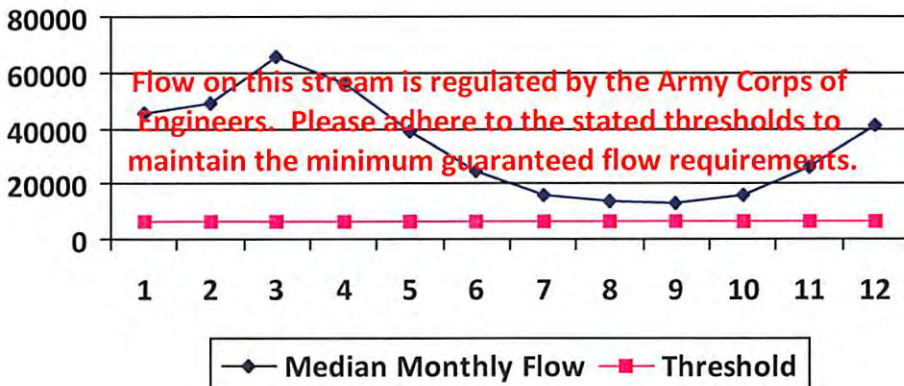 80000
60000
40000
20000
0
Flow on this stream is regulated by the Army Corps of
Engineers. Please adhere to the stated thresholds to
maintain the minimum guaranteed flow requirements.
1 2 3 4 5 6 7 8 9 10 11 12
Median Monthly Flow Threshold